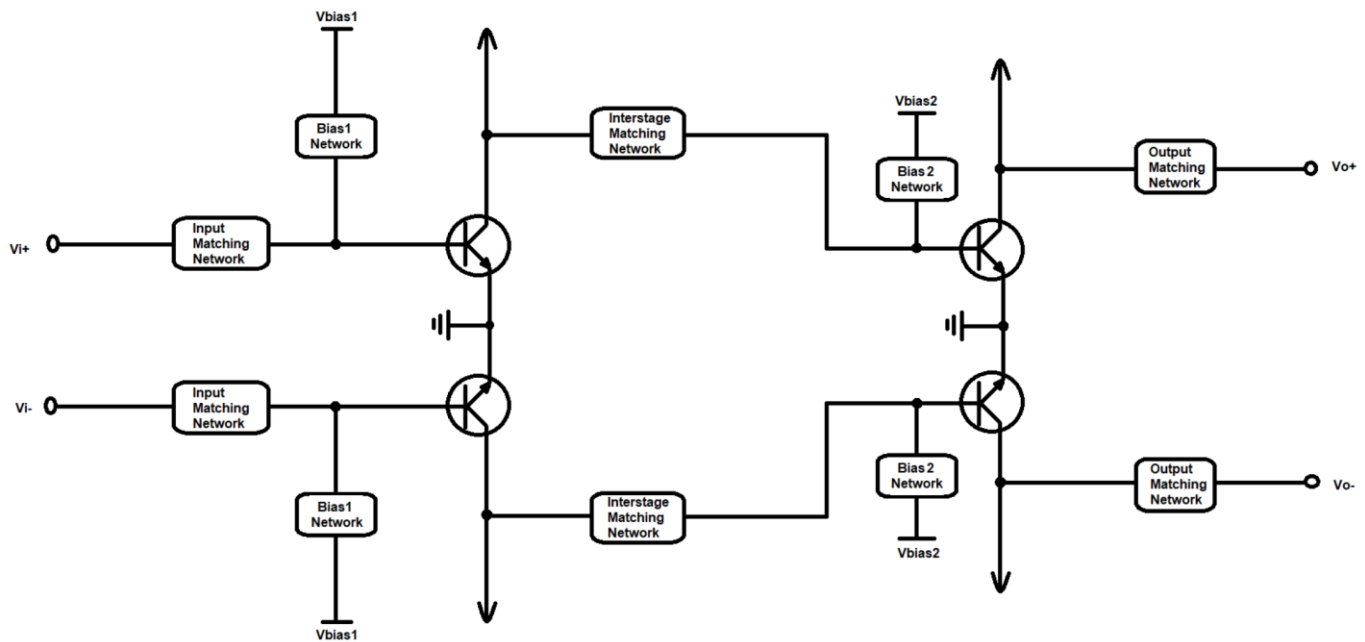 Vbias1
Bias1
Network
Interstage
Matching
Network
Vbias2
Bias 2
Network
Output
Matching
Network
Vo+
Vi+
Input
Matching
Network
Vi-
Input
Matching
Network
Bias1
Network
Interstage
Matching
Network
Bias 2
Network
Output
Matching
Network
Vo-
Vbias2
Vbias1